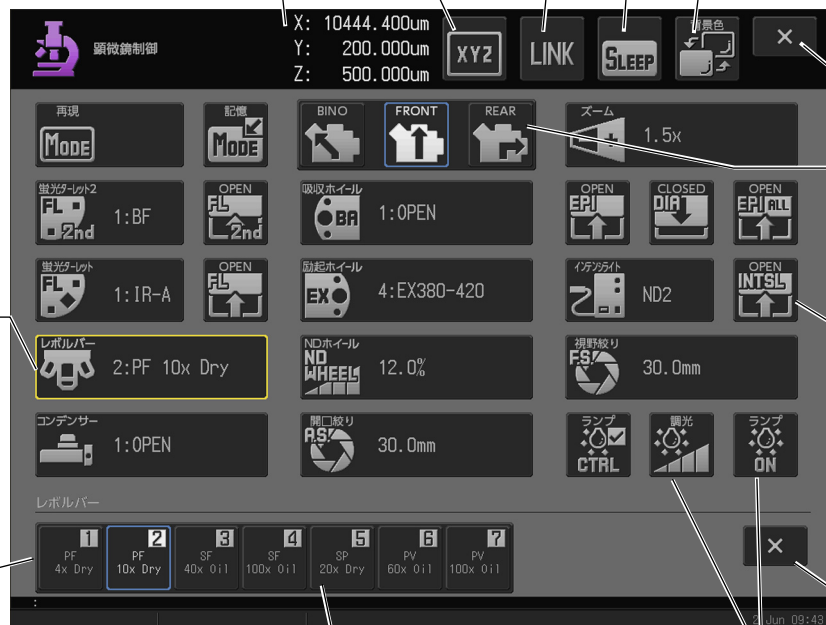 顕微鏡制御
X: 10444.400um
Y: 200.000um
Z: 500.000um
XYZ
LINK
SLEEP
背景色
再現
MODE
記憶
MODE
BINO
FRONT
REAR
ズーム
1.5x
蛍光ターレット2
FL
2nd
1:BF
OPEN
FL
2nd
吸収ホイール
BA
1:OPEN
OPEN
EPI
CLOSED
DIA
OPEN
EPI ALL
蛍光ターレット
FL
1:IR-A
OPEN
FL
励起ホイール
EX
4:EX380-420
インテンシライト
ND2
OPEN
INTSL
レボルバー
2:PF 10x Dry
NDホイール
ND
WHEEL
12.0%
視野絞り
F.S.
30.0mm
コンデンサー
1:OPEN
開口絞り
A.S.
30.0mm
ランプ
CTRL
調光
ランプ
ON
レボルバー
1
PF
4x Dry
2
PF
10x Dry
3
SF
40x Oil
4
SF
100x Oil
5
SP
20x Dry
6
PV
60x Oil
7
PV
100x Oil
:
2 Jun 09:43